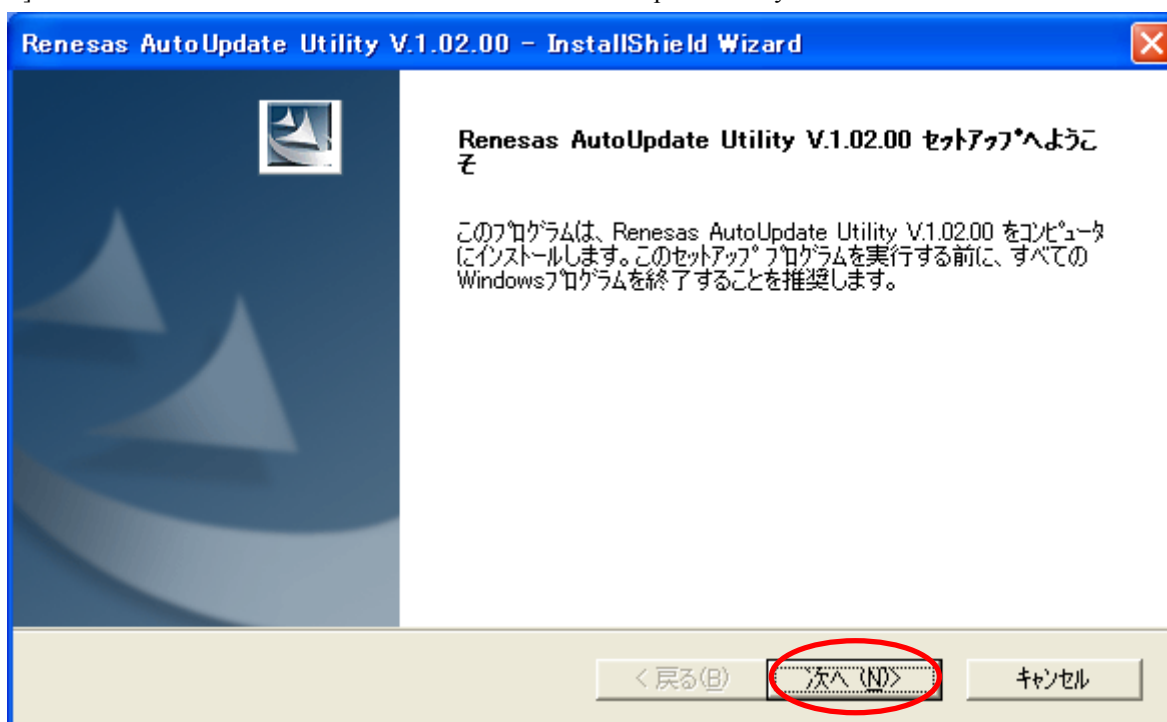 Renesas AutoUpdate Utility V.1.02.00 - InstallShield Wizard
Renesas AutoUpdate Utility V.1.02.00 ｾｯﾄｱｯﾌﾟへようこ
そ
このﾌﾟﾛｸﾞﾗﾑは、Renesas AutoUpdate Utility V.1.02.00 をｺﾝﾋﾟｭｰﾀ
にｲﾝｽﾄｰﾙします。このｾｯﾄｱｯﾌﾟ ﾌﾟﾛｸﾞﾗﾑを実行する前に、すべての
Windowsﾌﾟﾛｸﾞﾗﾑを終了することを推奨します。
< 戻る(B) 次へ (N)> ｷｬﾝｾﾙ